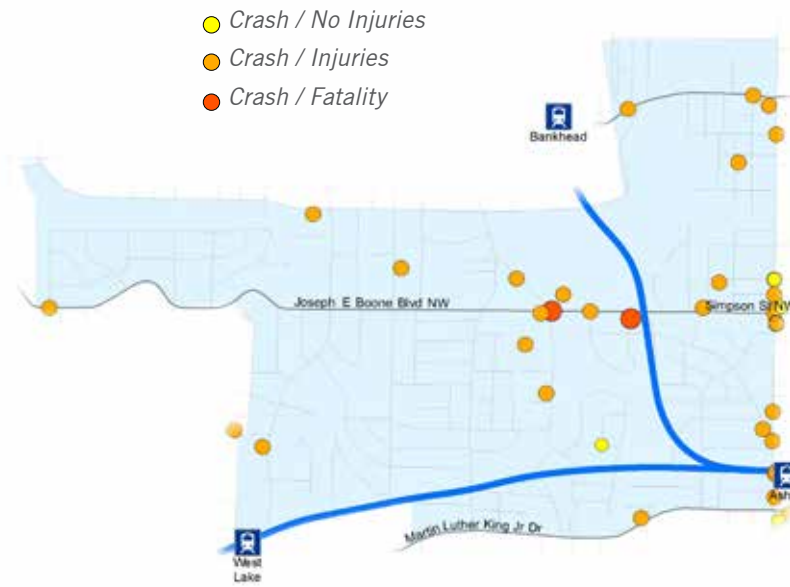 Crash / No Injuries
Crash / Injuries
Crash / Fatality
Bankhead
Joseph E Boone Blvd NW
Simpson St NW
Ash
Martin Luther King Jr Dr
West
Lake